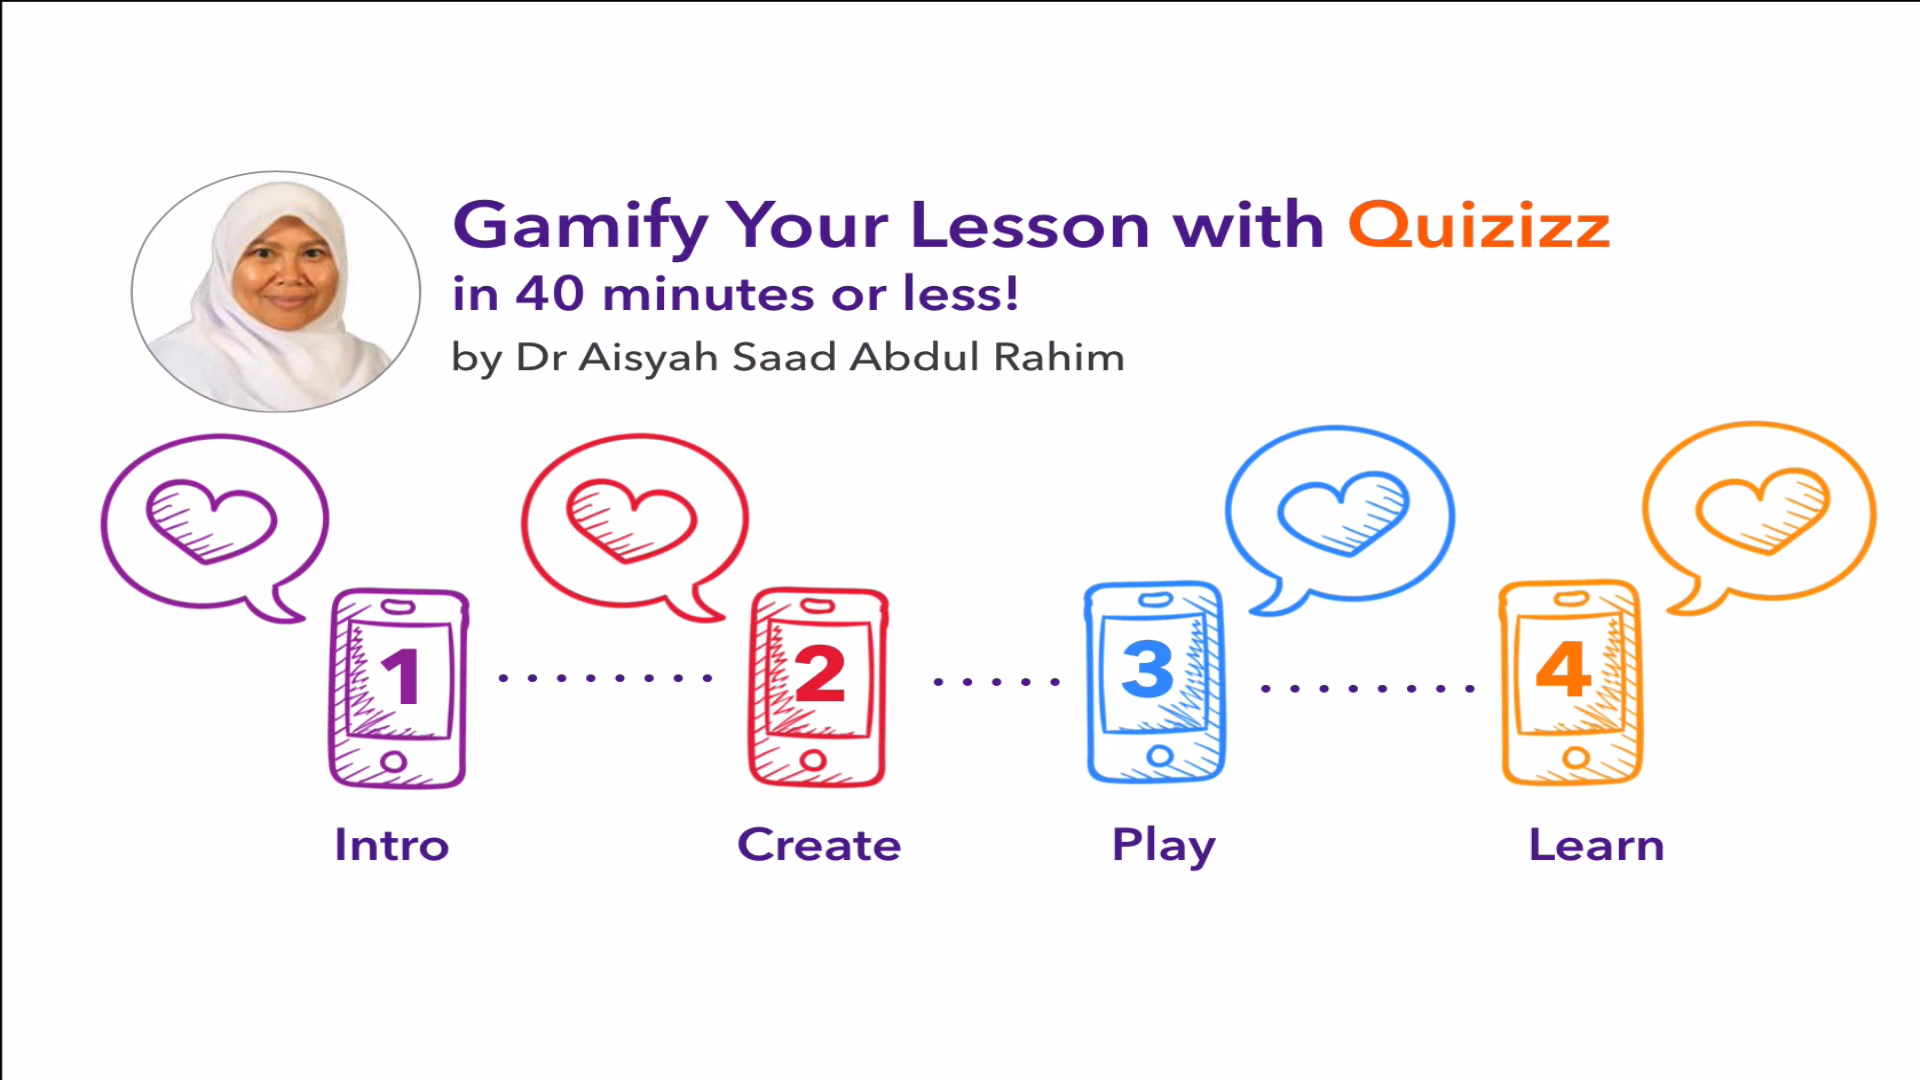 Gamify Your Lesson with Quizizz
in 40 minutes or less!
by Dr Aisyah Saad Abdul Rahim
1
2
3
4
Intro
Create
Play
Learn